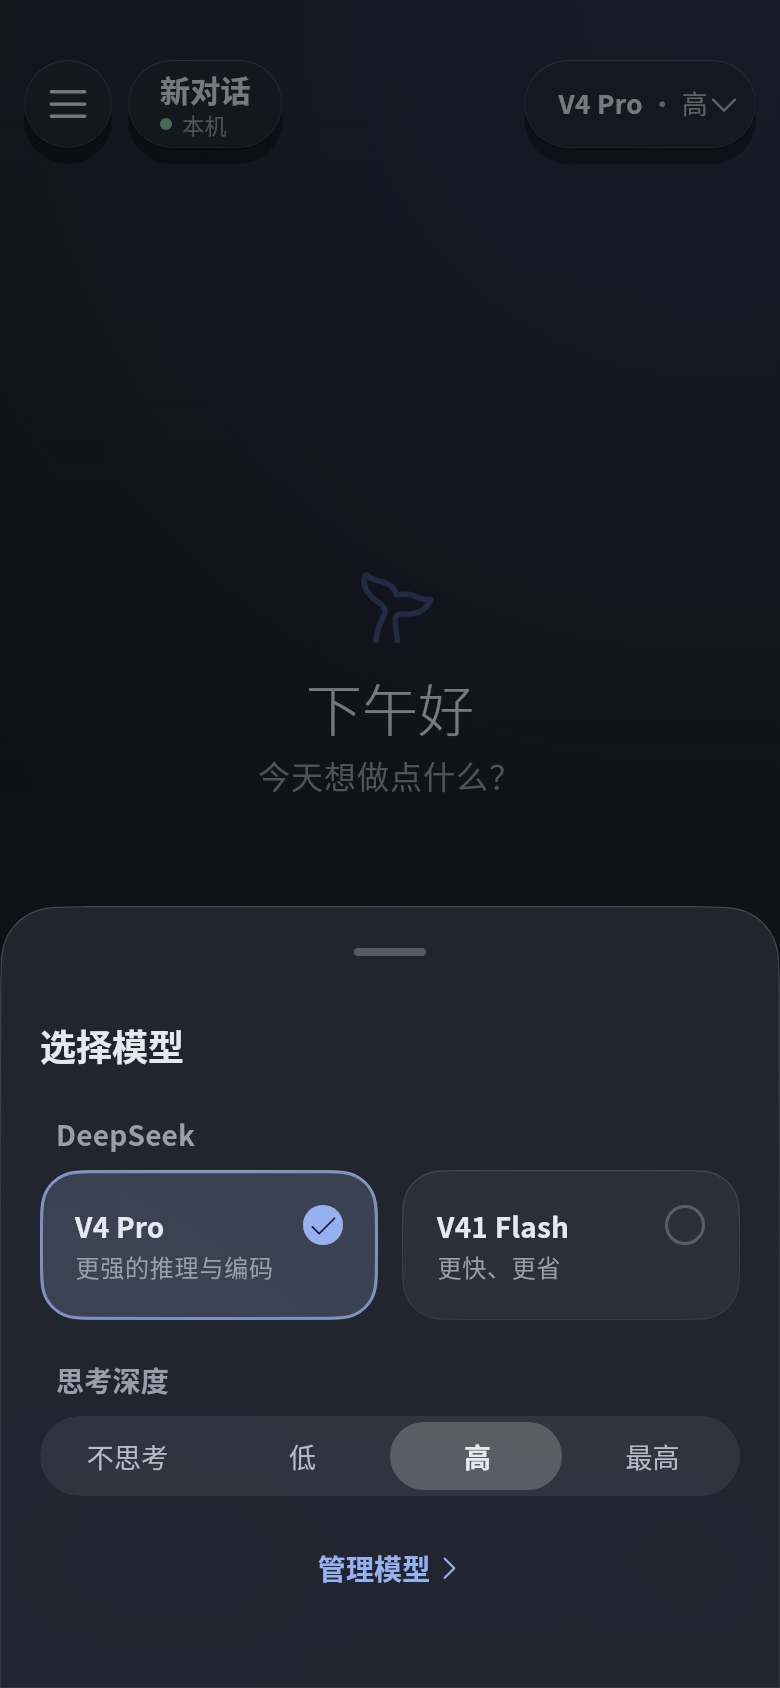 新对话
本机
V4 Pro · 高
下午好
今天想做点什么?
选择模型
DeepSeek
V4 Pro
更强的推理与编码
V41 Flash
更快、更省
思考深度
不思考 低 高 最高
管理模型